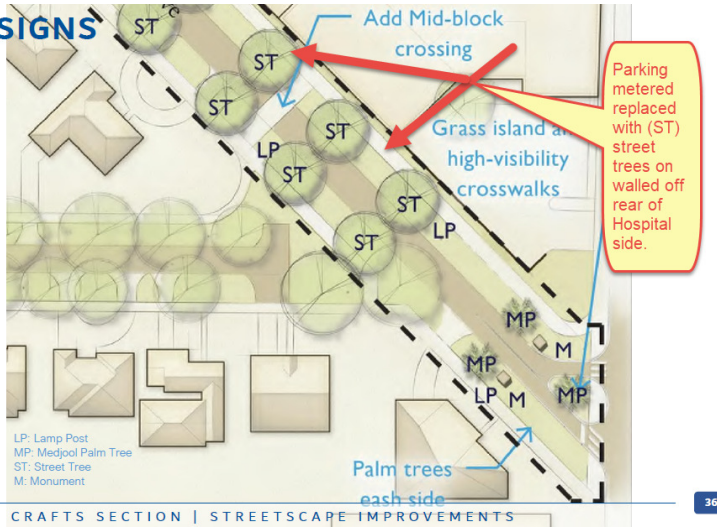 SIGNS
ST
Add Mid-block
crossing
ST
ST
Parking
metered
replaced
with (ST)
street
trees on
walled off
rear of
Hospital
side.
ST
Grass island
high-visibility
crosswalks
LP
ST
ST
LP
ST
MP
M
MP
LP
M
MP
LP: Lamp Post
MP: Medjool Palm Tree
ST: Street Tree
M: Monument
Palm trees
eash side
36
CRAFTS SECTION | STREETSCAPE IMPROVEMENTS